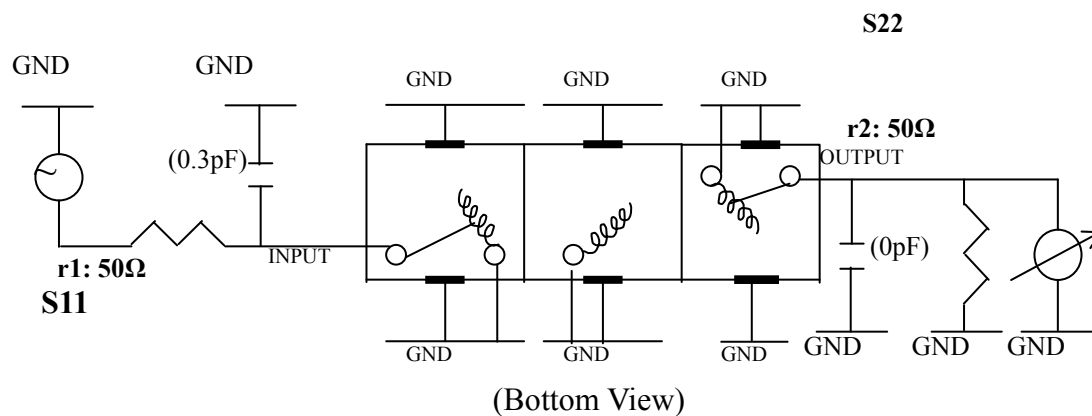 S22
GND
GND
GND
GND
GND
r2: 50Ω
(0.3pF)
OUTPUT
INPUT
(0pF)
r1: 50Ω
S11
GND
GND
GND
GND
GND
GND
(Bottom View)